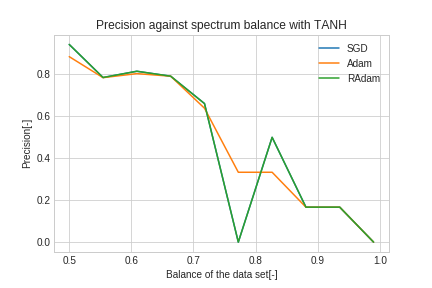 Precision against spectrum balance with TANH
SGD
Adam
RAdam
Precision[-]
0.8
0.6
0.4
0.2
0.0
0.5 0.6 0.7 0.8 0.9 1.0
Balance of the data set[-]